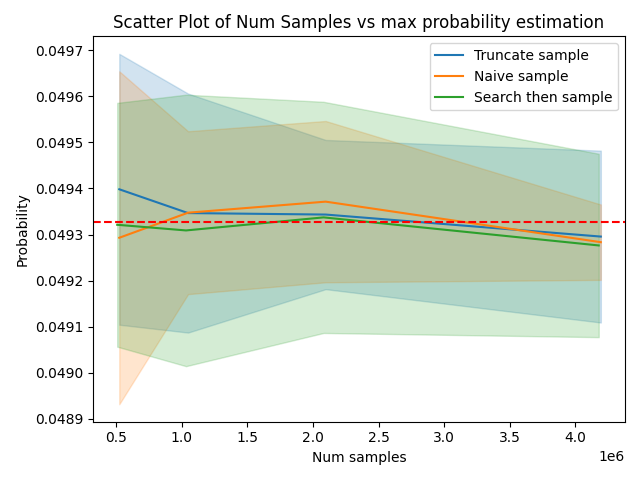 Scatter Plot of Num Samples vs max probability estimation
Truncate sample
Naive sample
Search then sample
Probability
0.0497
0.0496
0.0495
0.0494
0.0493
0.0492
0.0491
0.0490
0.0489
0.5 1.0 1.5 2.0 2.5 3.0 3.5 4.0
1e6
Num samples